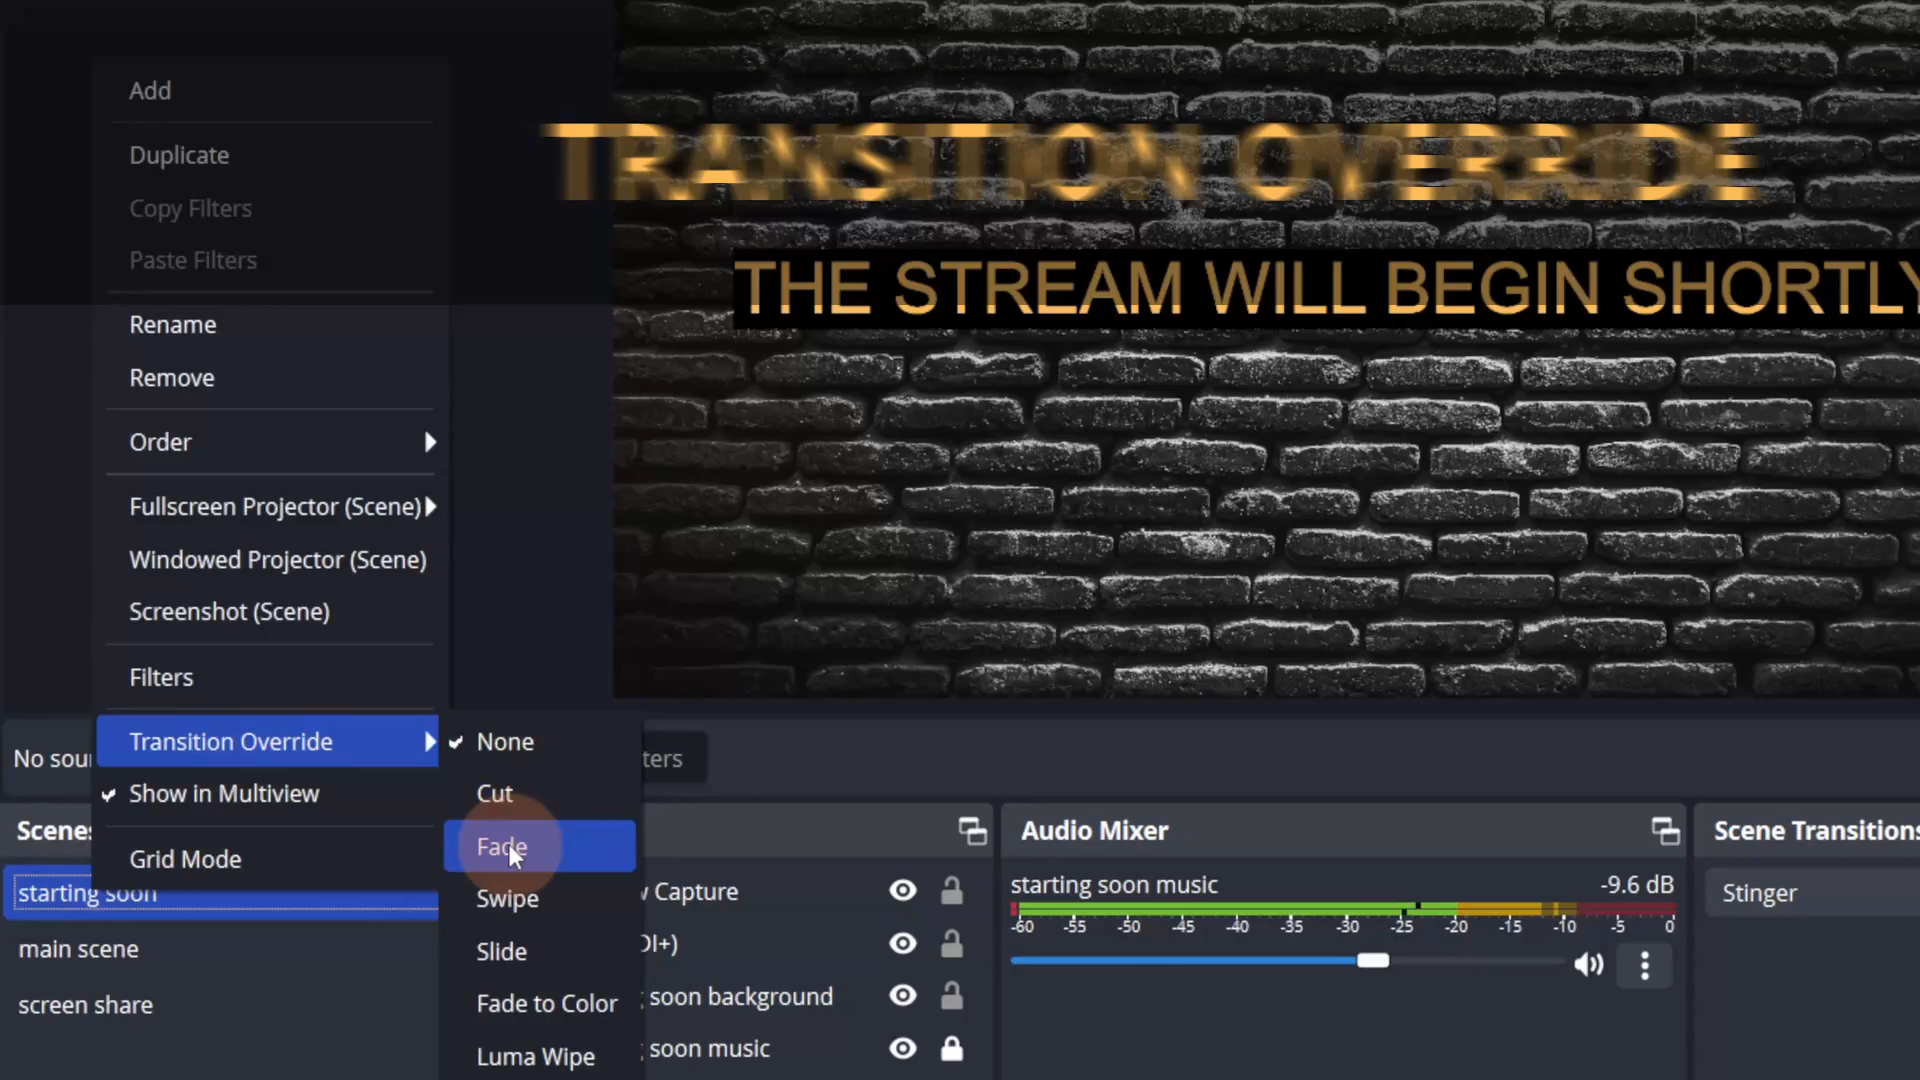 Add
Duplicate
Copy Filters
Paste Filters
Rename
Remove
Order
Fullscreen Projector (Scene)
Windowed Projector (Scene)
Screenshot (Scene)
Filters
Transition Override
Show in Multiview
Grid Mode
None
Cut
Fade
Swipe
Slide
Fade to Color
Luma Wipe
TRANSITION OVERRIDE
THE STREAM WILL BEGIN SHORTLY
No sou
ters
Scenes
starting soon
main scene
screen share
Capture
DI+)
soon background
soon music
Audio Mixer
starting soon music
-9.6 dB
-60 -55 -50 -45 -40 -35 -30 -25 -20 -15 -10 -5 0
Scene Transitions
Stinger